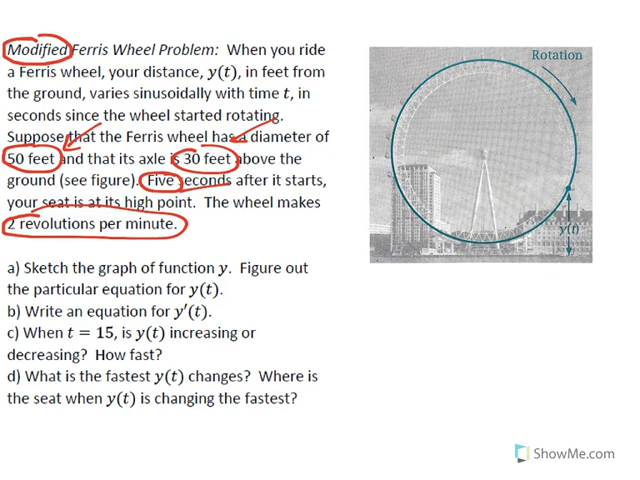 Modified Ferris Wheel Problem: When you ride
a Ferris wheel, your distance, y(t), in feet from
the ground, varies sinusoidally with time t, in
seconds since the wheel started rotating.
Suppose that the Ferris wheel has a diameter of
50 feet and that its axle is 30 feet above the
ground (see figure). Five seconds after it starts,
your seat is at its high point. The wheel makes
2 revolutions per minute.
a) Sketch the graph of function y. Figure out
the particular equation for y(t).
b) Write an equation for y′(t).
c) When t = 15, is y(t) increasing or
decreasing? How fast?
d) What is the fastest y(t) changes? Where is
the seat when y(t) is changing the fastest?
Rotation
y(t)
ShowMe.com